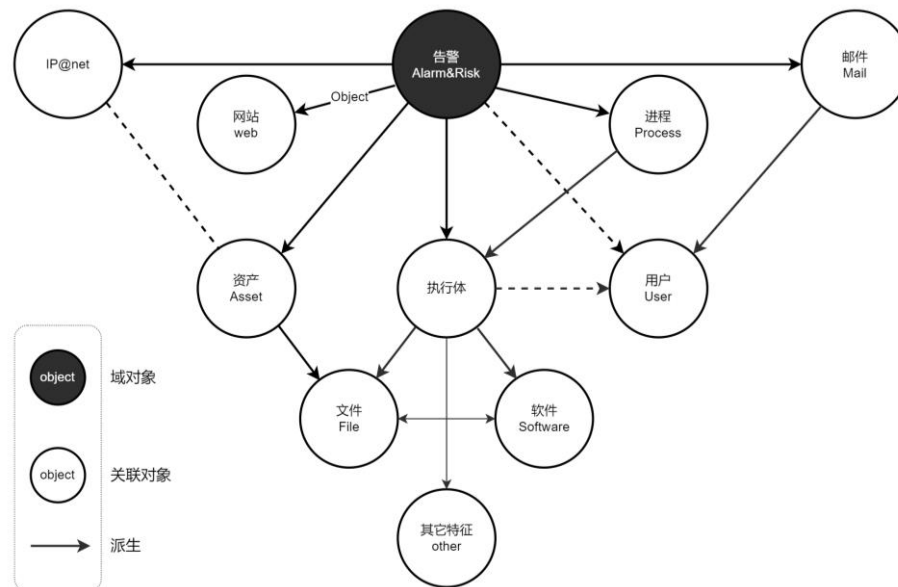 IP@net
告警
Alarm&Risk
邮件
Mail
Object
网站
web
进程
Process
资产
Asset
执行体
用户
User
object
域对象
文件
File
软件
Software
object
关联对象
其它特征
other
派生